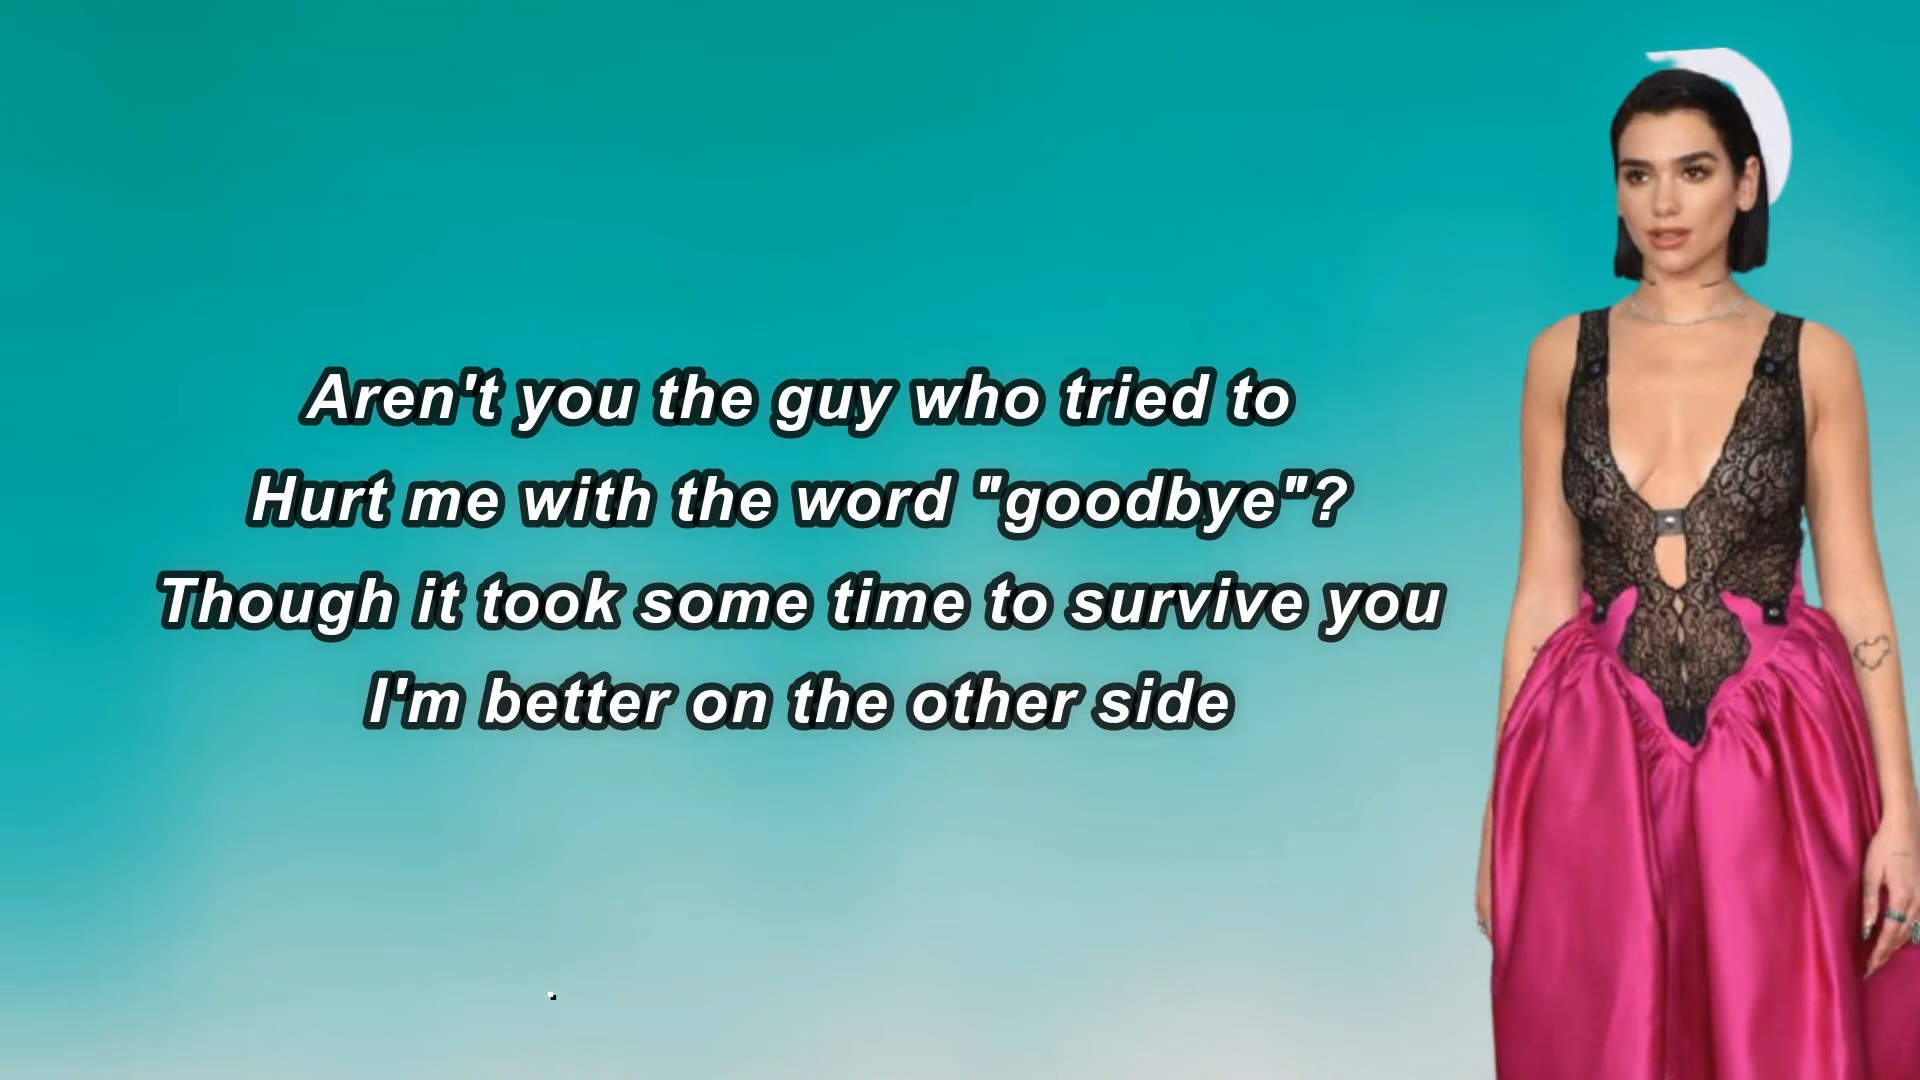 Aren't you the guy who tried to
Hurt me with the word "goodbye"?
Though it took some time to survive you
I'm better on the other side